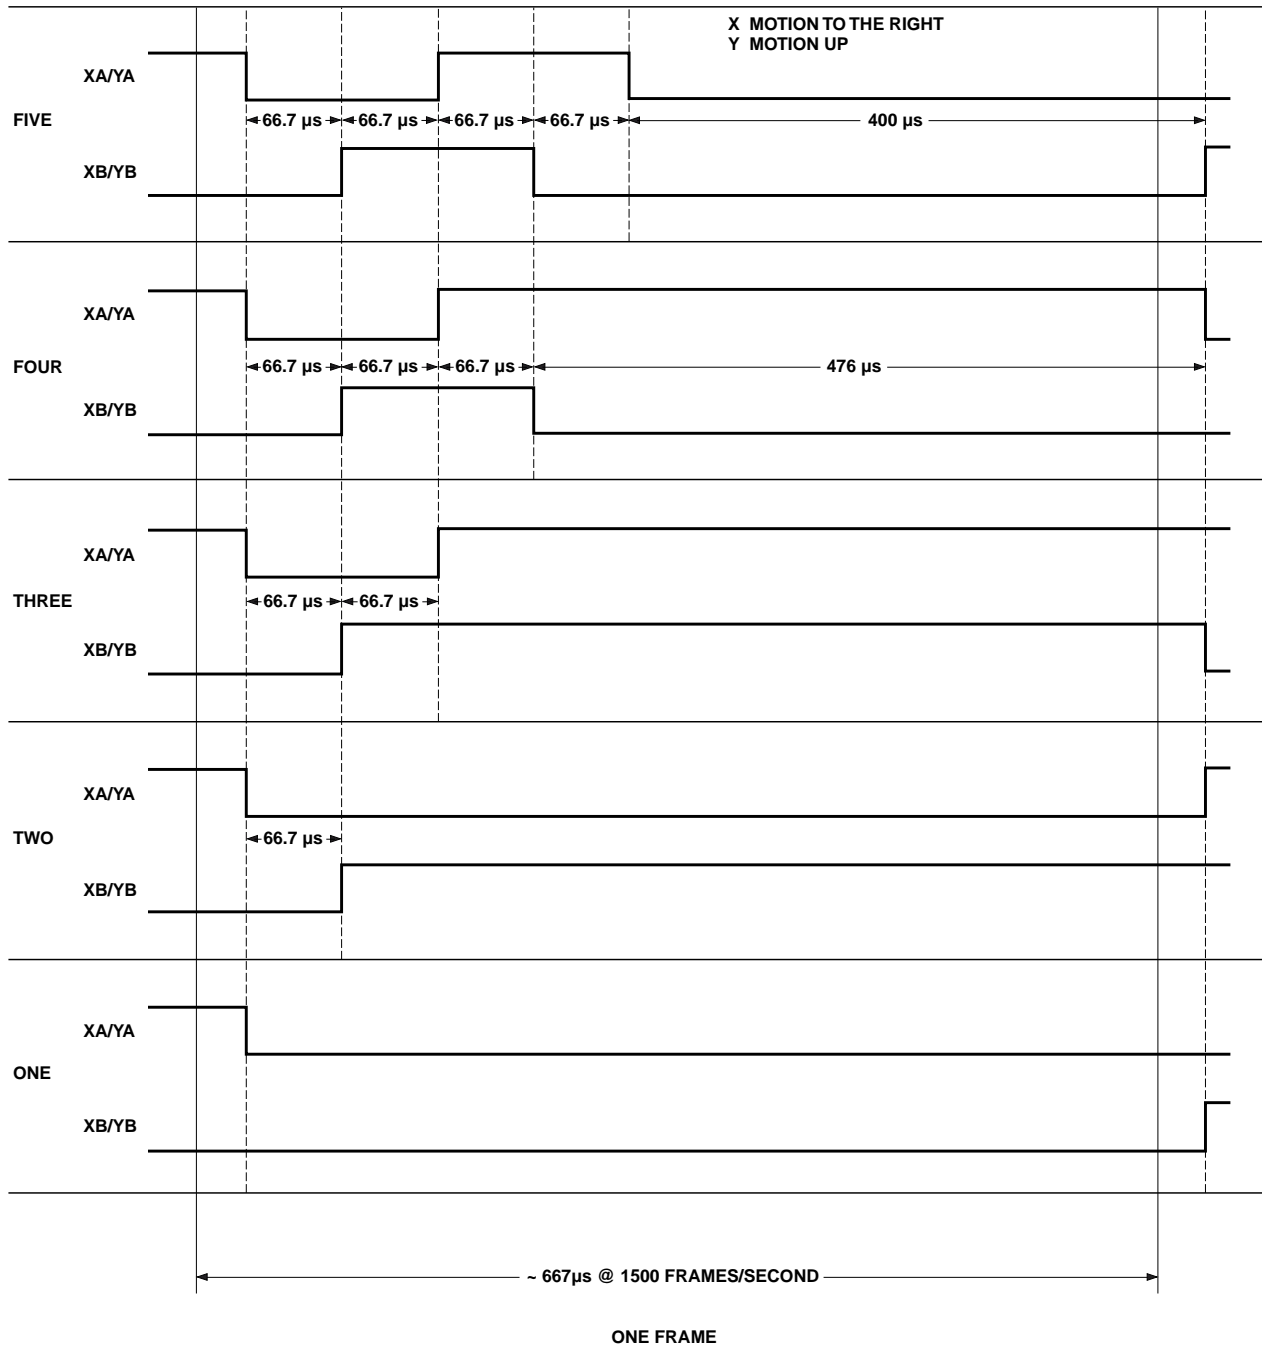 X MOTION TO THE RIGHT
Y MOTION UP
XA/YA
FIVE
66.7 µs 66.7 µs 66.7 µs 66.7 µs 400 µs
XB/YB
XA/YA
FOUR
66.7 µs 66.7 µs 66.7 µs 476 µs
XB/YB
XA/YA
THREE
66.7 µs 66.7 µs
XB/YB
XA/YA
TWO
66.7 µs
XB/YB
XA/YA
ONE
XB/YB
~ 667µs @ 1500 FRAMES/SECOND
ONE FRAME